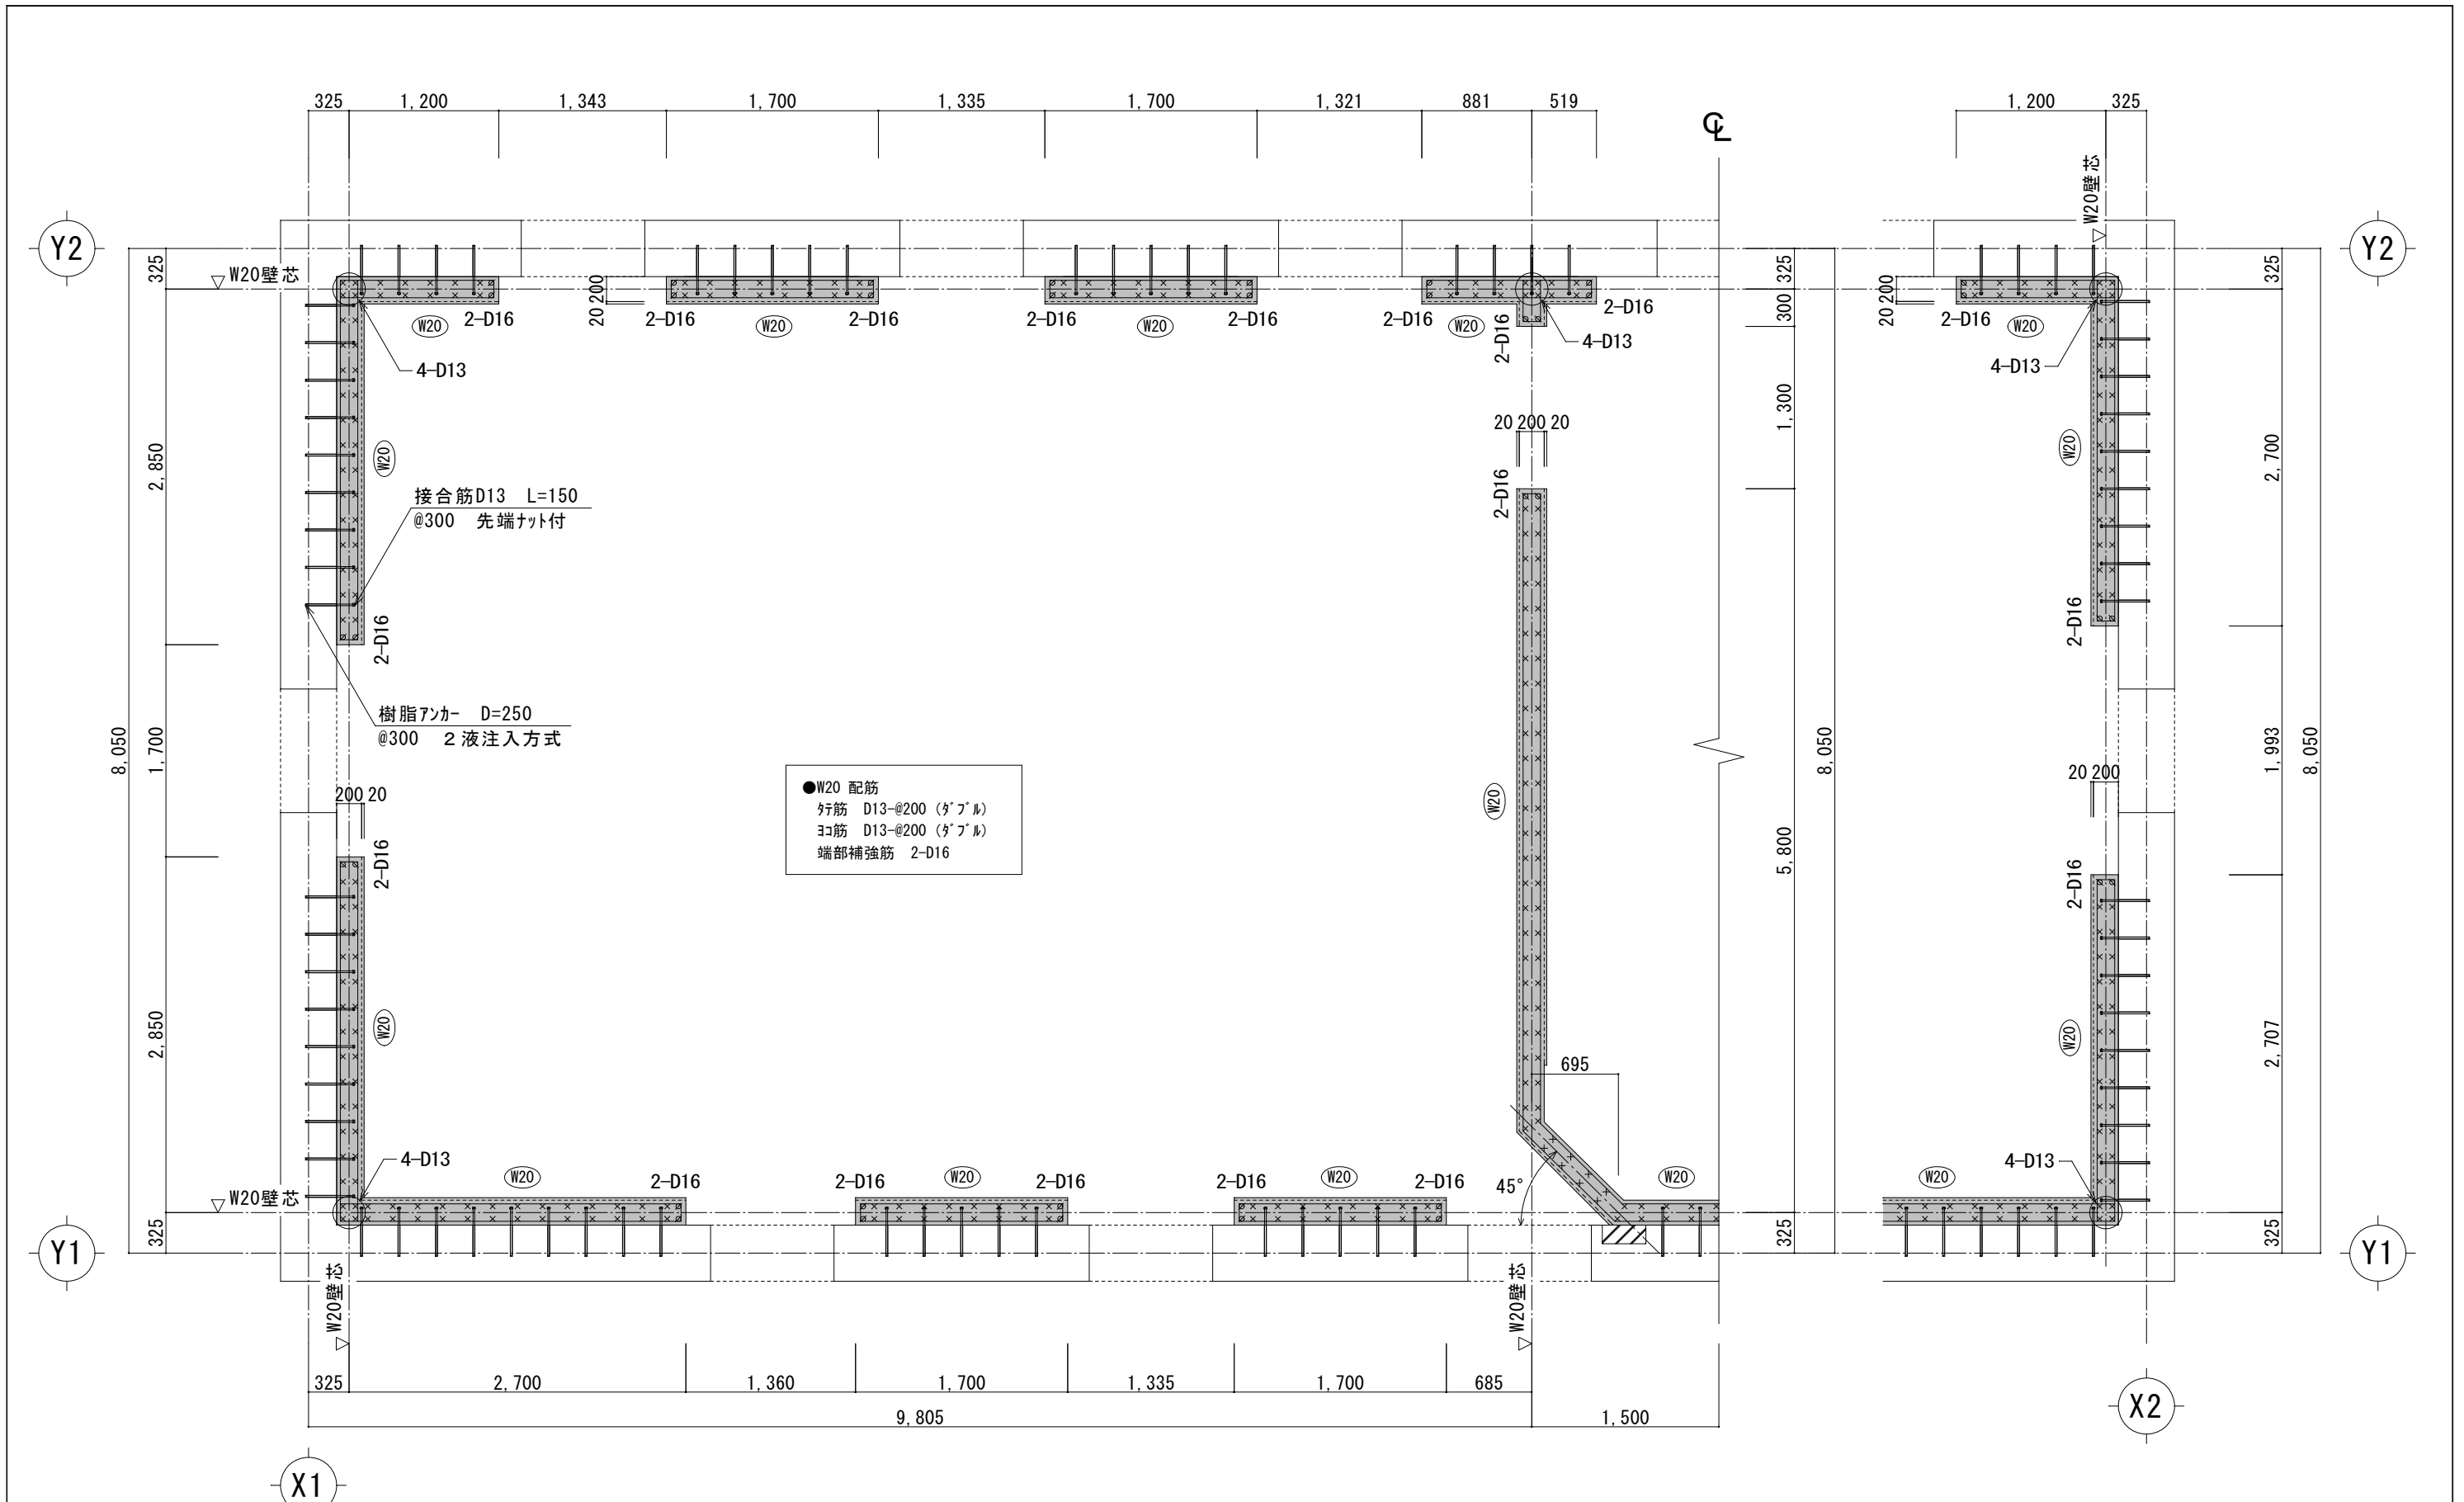 325 1,200 1,343 1,700 1,335 1,700 1,321 881 519 1,200 325
℄
W20壁芯
Y2 Y2
325 W20壁芯 325 325
20 200 20 200
W20 2-D16 2-D16 W20 2-D16 2-D16 W20 2-D16 2-D16 W20 2-D16 2-D16 W20
300
2-D16
4-D13 4-D13 4-D13
1,300
20 200 20
2,850 W20 2-D16 W20 2,700
接合筋D13 L=150
@300 先端ナット付
2-D16 2-D16
樹脂アンカー D=250
@300 2液注入方式
8,050 1,700 8,050 1,993 8,050
200 20 20 200
●W20 配筋
タテ筋 D13-@200 (ダブル)
ヨコ筋 D13-@200 (ダブル)
端部補強筋 2-D16
W20
2-D16 5,800 2-D16
2,850 W20 W20 2,707
695
4-D13 4-D13
W20 2-D16 2-D16 W20 2-D16 2-D16 W20 2-D16 45° W20 W20
325 W20壁芯 325 325
Y1 Y1
W20壁芯 W20壁芯
325 2,700 1,360 1,700 1,335 1,700 685
9,805 1,500
X2
X1